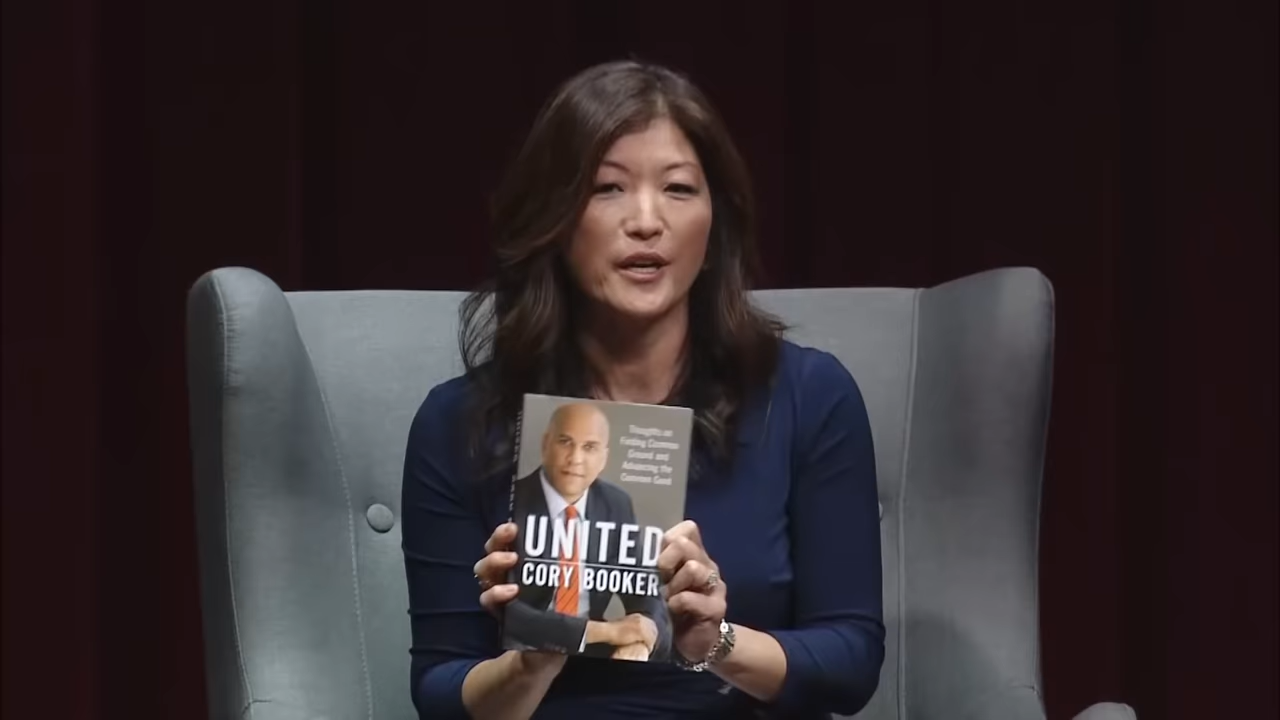 Thoughts on
Finding Common
Ground and
Advancing the
Common Good
UNITED
CORY BOOKER